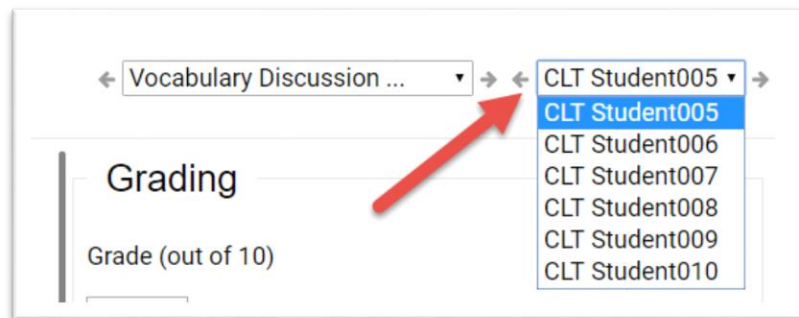 Vocabulary Discussion ... CLT Student005
CLT Student005
CLT Student006
CLT Student007
CLT Student008
CLT Student009
CLT Student010
Grading
Grade (out of 10)